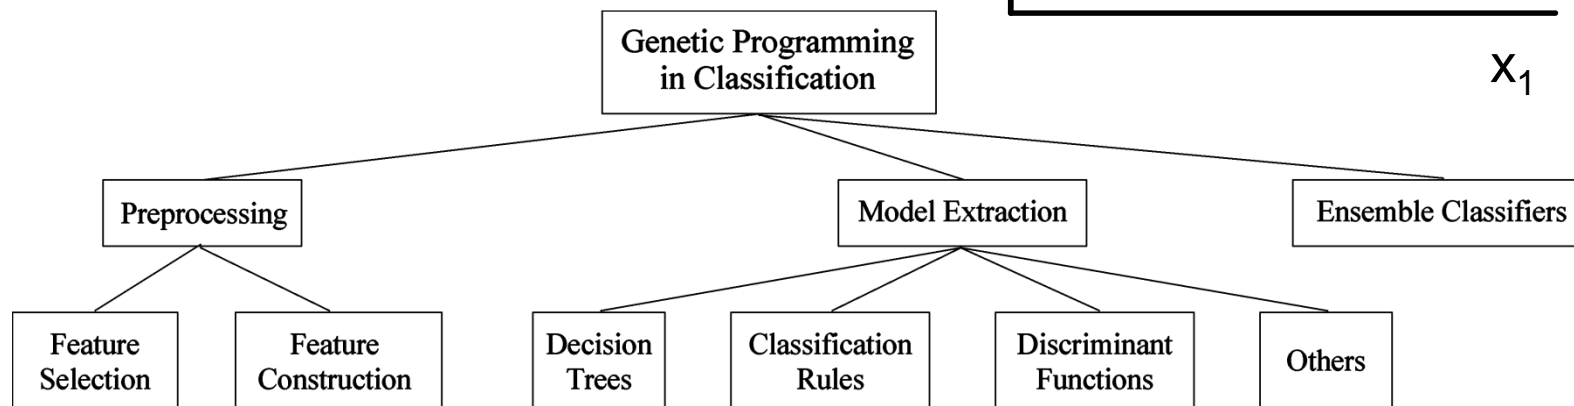 Genetic Programming
in Classification
x₁
Preprocessing
Model Extraction
Ensemble Classifiers
Feature
Selection
Feature
Construction
Decision
Trees
Classification
Rules
Discriminant
Functions
Others